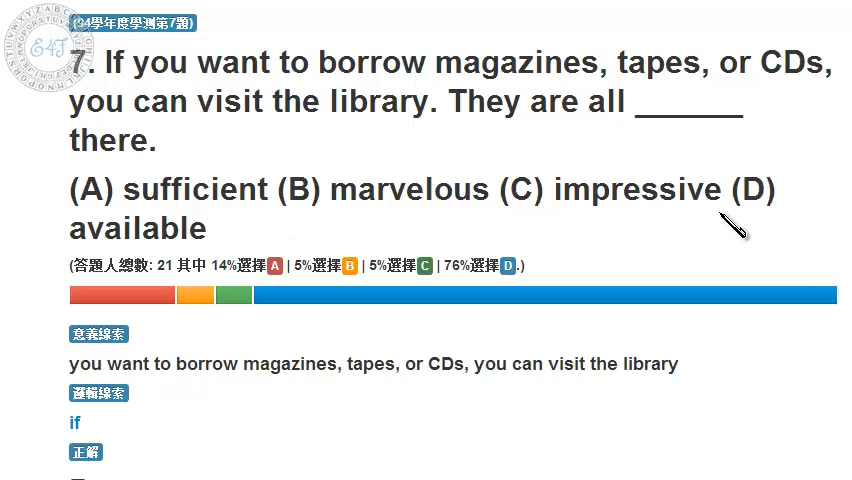 (94學年度學測第7題)
E4F
7. If you want to borrow magazines, tapes, or CDs,
you can visit the library. They are all ______
there.
(A) sufficient (B) marvelous (C) impressive (D)
available
(答題人總數: 21 其中 14%選擇A | 5%選擇B | 5%選擇C | 76%選擇D.)
意義線索
you want to borrow magazines, tapes, or CDs, you can visit the library
邏輯線索
if
正解